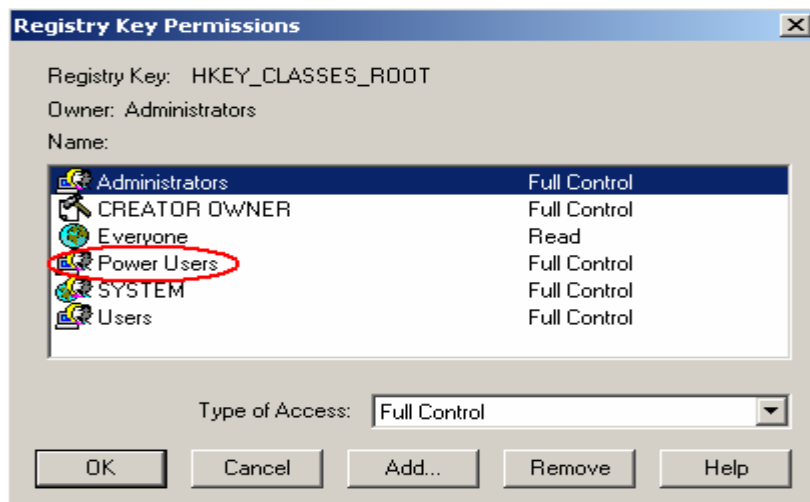 Registry Key Permissions
Registry Key: HKEY_CLASSES_ROOT
Owner: Administrators
Name:
Administrators Full Control
CREATOR OWNER Full Control
Everyone Read
Power Users Full Control
SYSTEM Full Control
Users Full Control
Type of Access: Full Control
OK Cancel Add... Remove Help